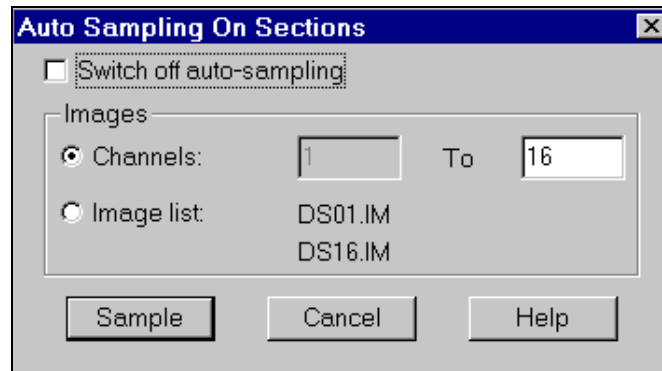 Auto Sampling On Sections
Switch off auto-sampling
Images
Channels: 1 To 16
Image list: DS01.IM
DS16.IM
Sample Cancel Help